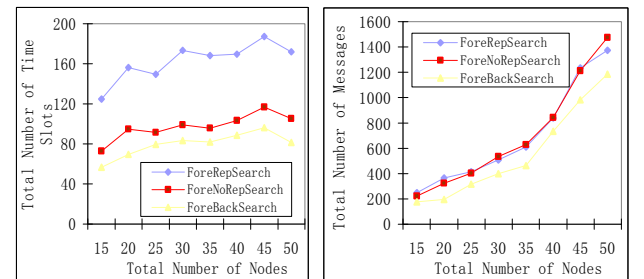 200
160
120
80
40
0
Total Number of Time
Slots
ForeRepSearch
ForeNoRepSearch
ForeBackSearch
15 20 25 30 35 40 45 50
Total Number of Nodes
1600
1400
1200
1000
800
600
400
200
0
Total Number of Messages
ForeRepSearch
ForeNoRepSearch
ForeBackSearch
15 20 25 30 35 40 45 50
Total Number of Nodes